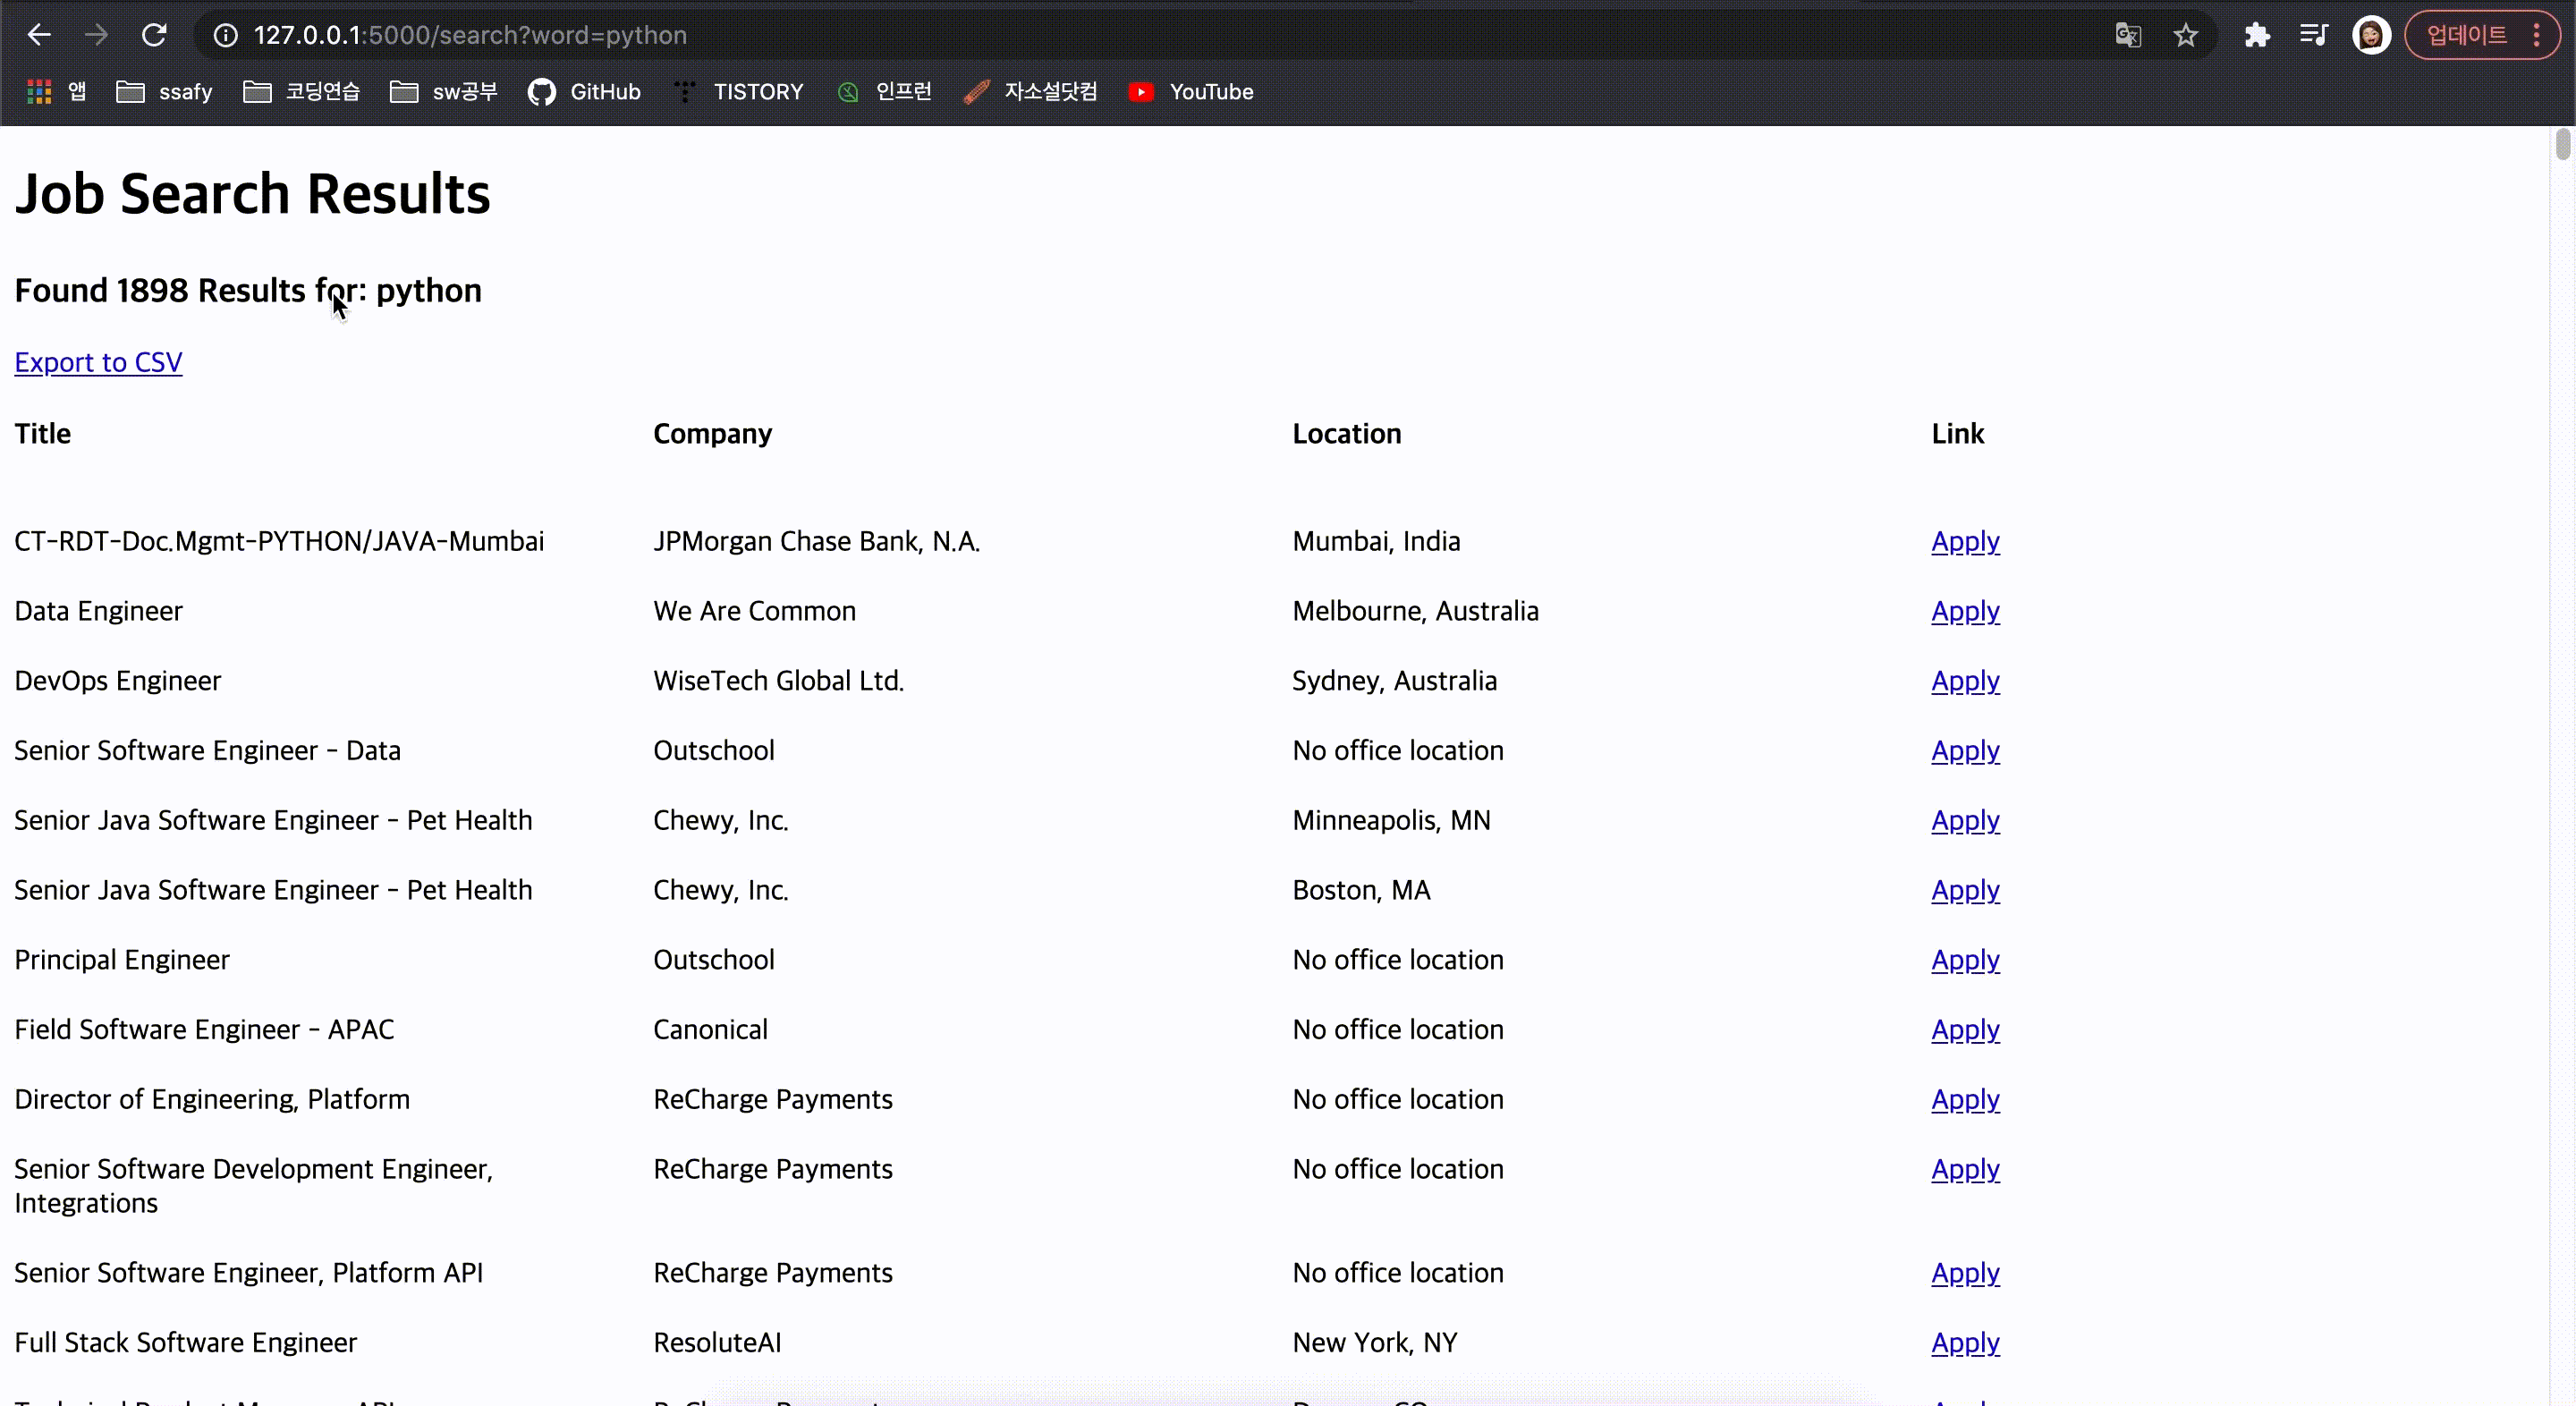 127.0.0.1:5000/search?word=python
업데이트
앱 ssafy 코딩연습 sw공부 GitHub TISTORY 인프런 자소설닷컴 YouTube
Job Search Results
Found 1898 Results for: python
Export to CSV
Title Company Location Link
CT-RDT-Doc.Mgmt-PYTHON/JAVA-Mumbai JPMorgan Chase Bank, N.A. Mumbai, India Apply
Data Engineer We Are Common Melbourne, Australia Apply
DevOps Engineer WiseTech Global Ltd. Sydney, Australia Apply
Senior Software Engineer - Data Outschool No office location Apply
Senior Java Software Engineer - Pet Health Chewy, Inc. Minneapolis, MN Apply
Senior Java Software Engineer - Pet Health Chewy, Inc. Boston, MA Apply
Principal Engineer Outschool No office location Apply
Field Software Engineer - APAC Canonical No office location Apply
Director of Engineering, Platform ReCharge Payments No office location Apply
Senior Software Development Engineer, ReCharge Payments No office location Apply
Integrations
Senior Software Engineer, Platform API ReCharge Payments No office location Apply
Full Stack Software Engineer ResoluteAI New York, NY Apply